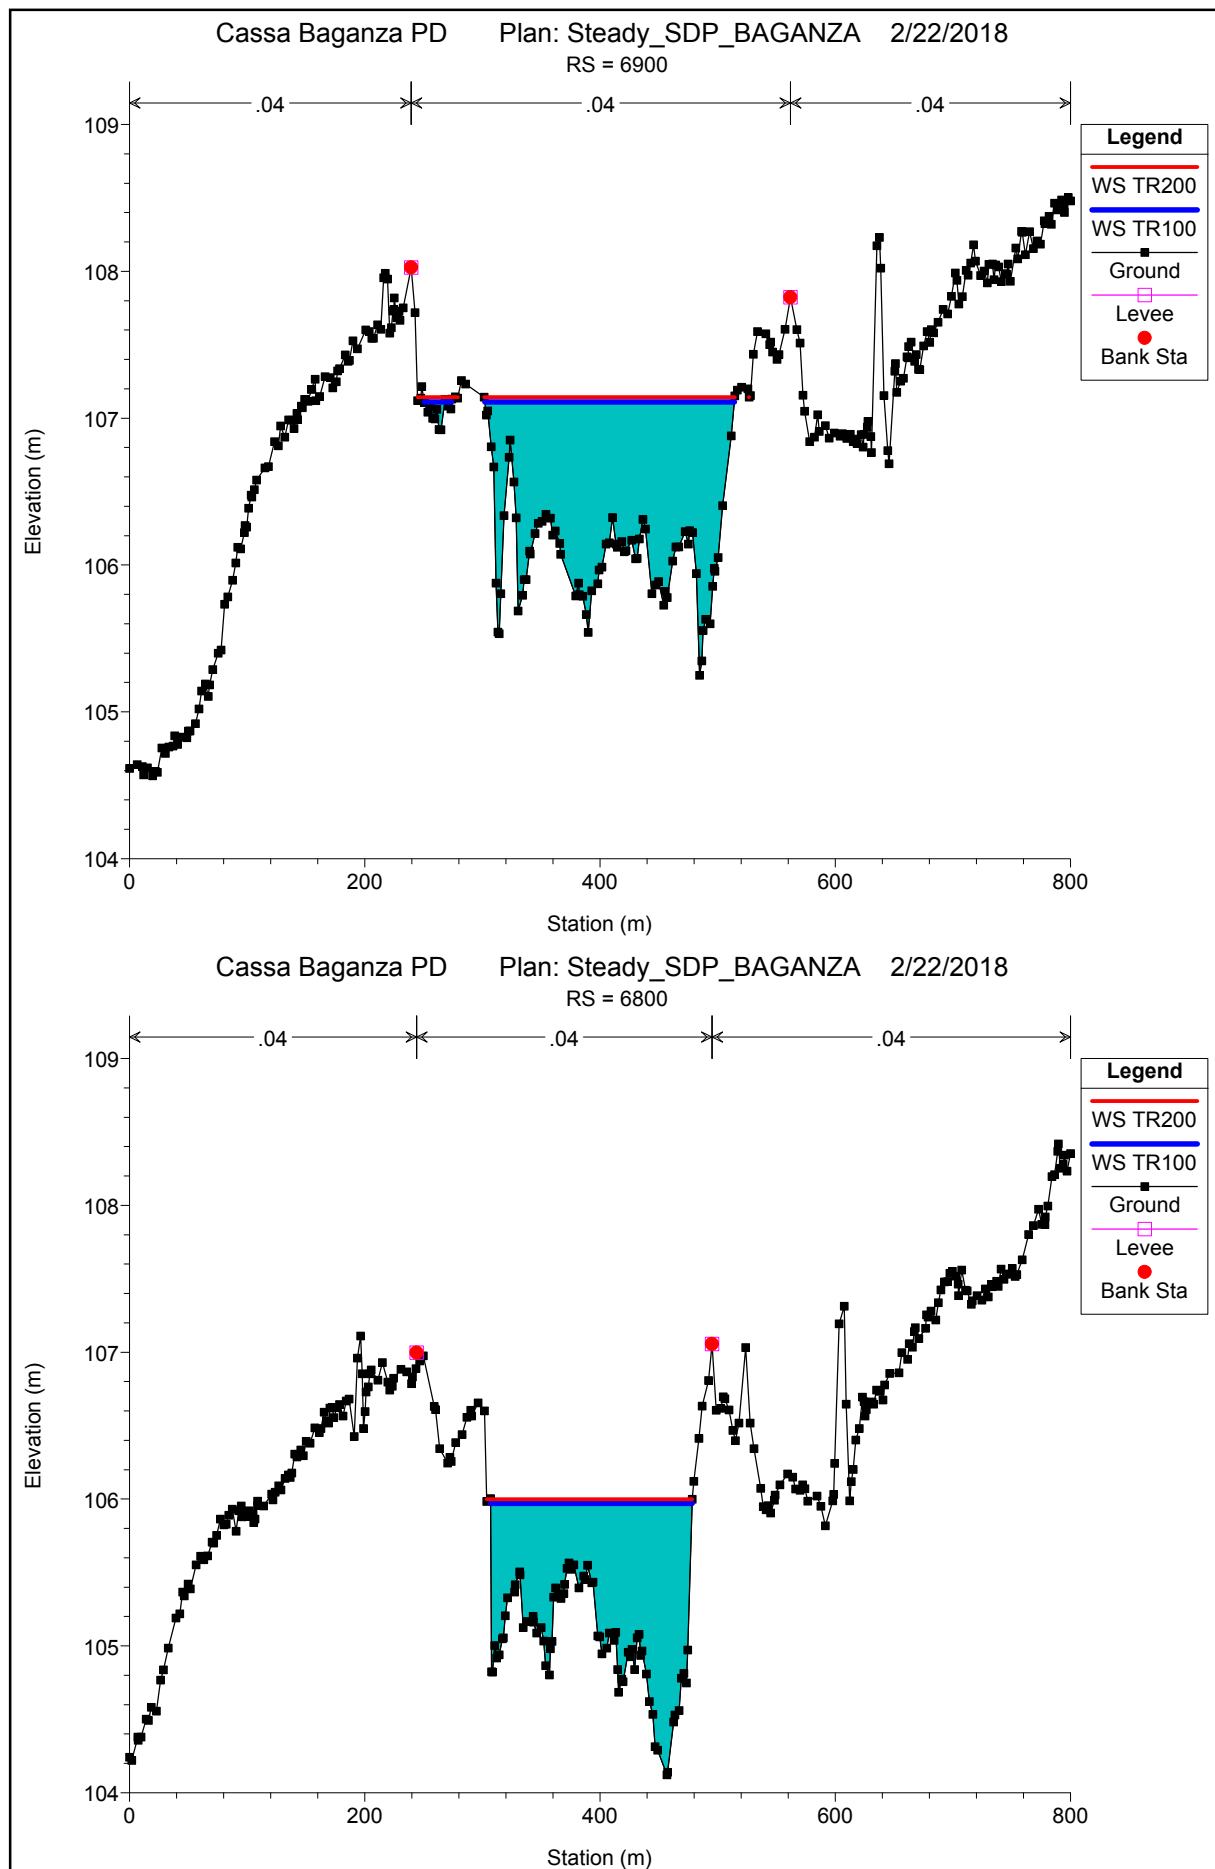 Cassa Baganza PD Plan: Steady_SDP_BAGANZA 2/22/2018
RS = 6900
.04 .04 .04
109
108
107
106
105
104
Elevation (m)
0 200 400 600 800
Station (m)
Legend
WS TR200
WS TR100
Ground
Levee
Bank Sta
Cassa Baganza PD Plan: Steady_SDP_BAGANZA 2/22/2018
RS = 6800
.04 .04 .04
109
108
107
106
105
104
Elevation (m)
0 200 400 600 800
Station (m)
Legend
WS TR200
WS TR100
Ground
Levee
Bank Sta